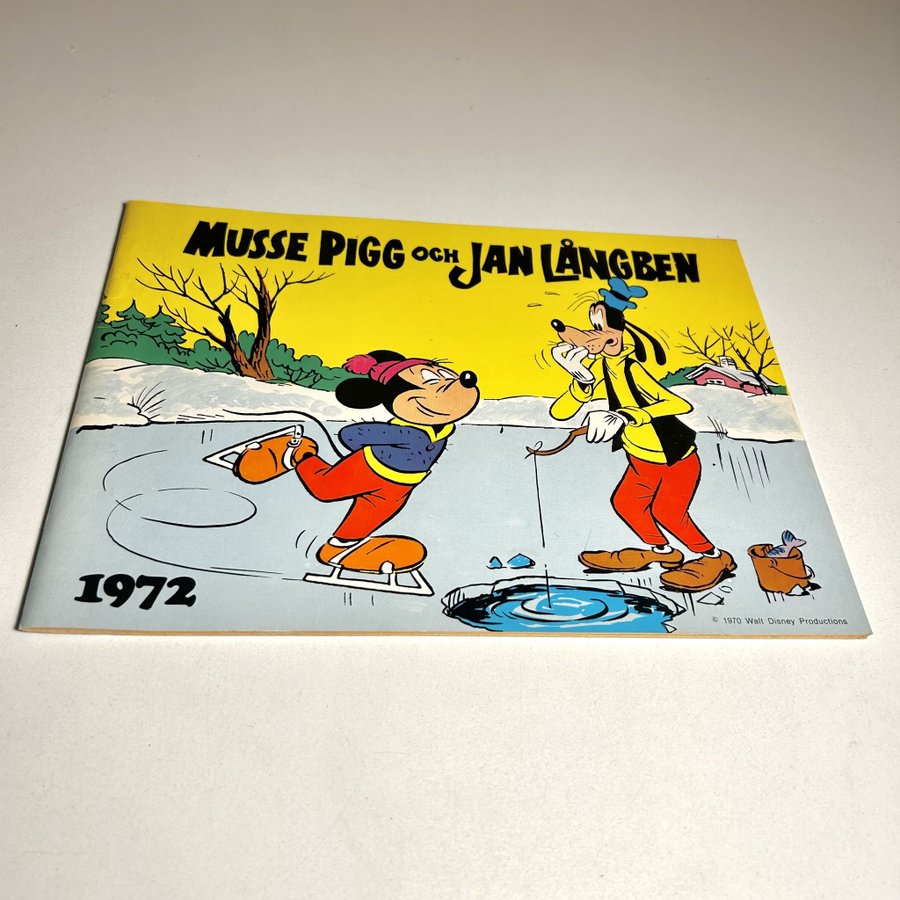 MUSSE PIGG OCH JAN LÅNGBEN
1972
© 1970 Walt Disney Productions